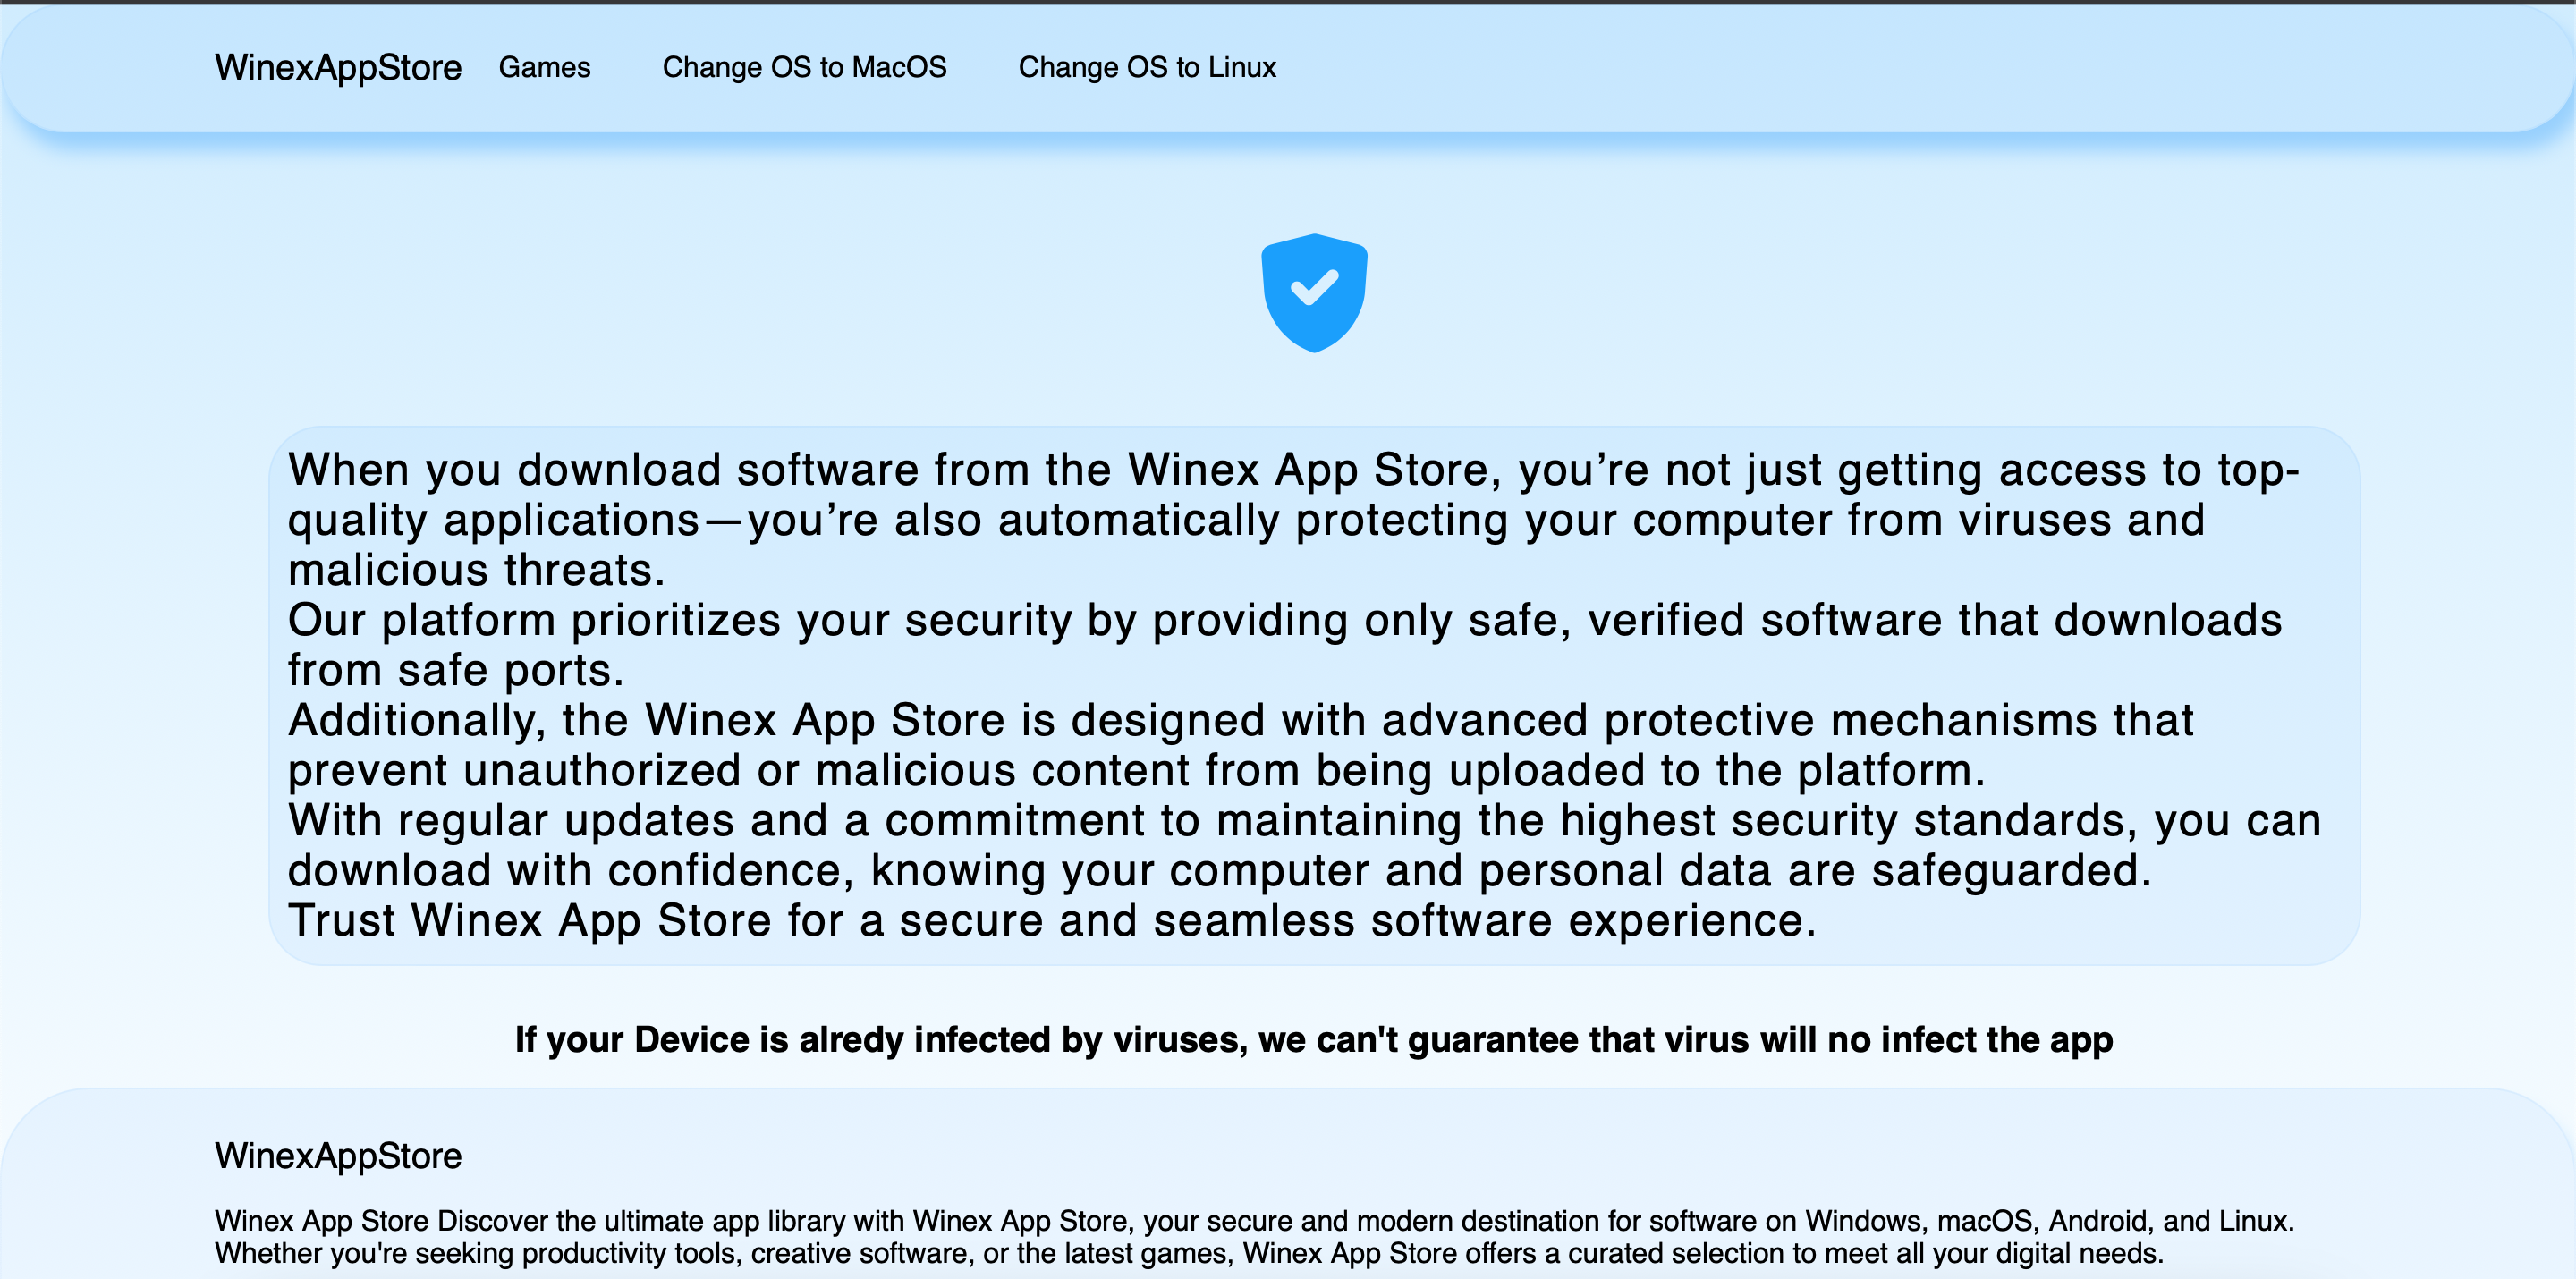 WinexAppStore Games Change OS to MacOS Change OS to Linux
When you download software from the Winex App Store, you’re not just getting access to top-
quality applications—you’re also automatically protecting your computer from viruses and
malicious threats.
Our platform prioritizes your security by providing only safe, verified software that downloads
from safe ports.
Additionally, the Winex App Store is designed with advanced protective mechanisms that
prevent unauthorized or malicious content from being uploaded to the platform.
With regular updates and a commitment to maintaining the highest security standards, you can
download with confidence, knowing your computer and personal data are safeguarded.
Trust Winex App Store for a secure and seamless software experience.
If your Device is alredy infected by viruses, we can't guarantee that virus will no infect the app
WinexAppStore
Winex App Store Discover the ultimate app library with Winex App Store, your secure and modern destination for software on Windows, macOS, Android, and Linux.
Whether you're seeking productivity tools, creative software, or the latest games, Winex App Store offers a curated selection to meet all your digital needs.